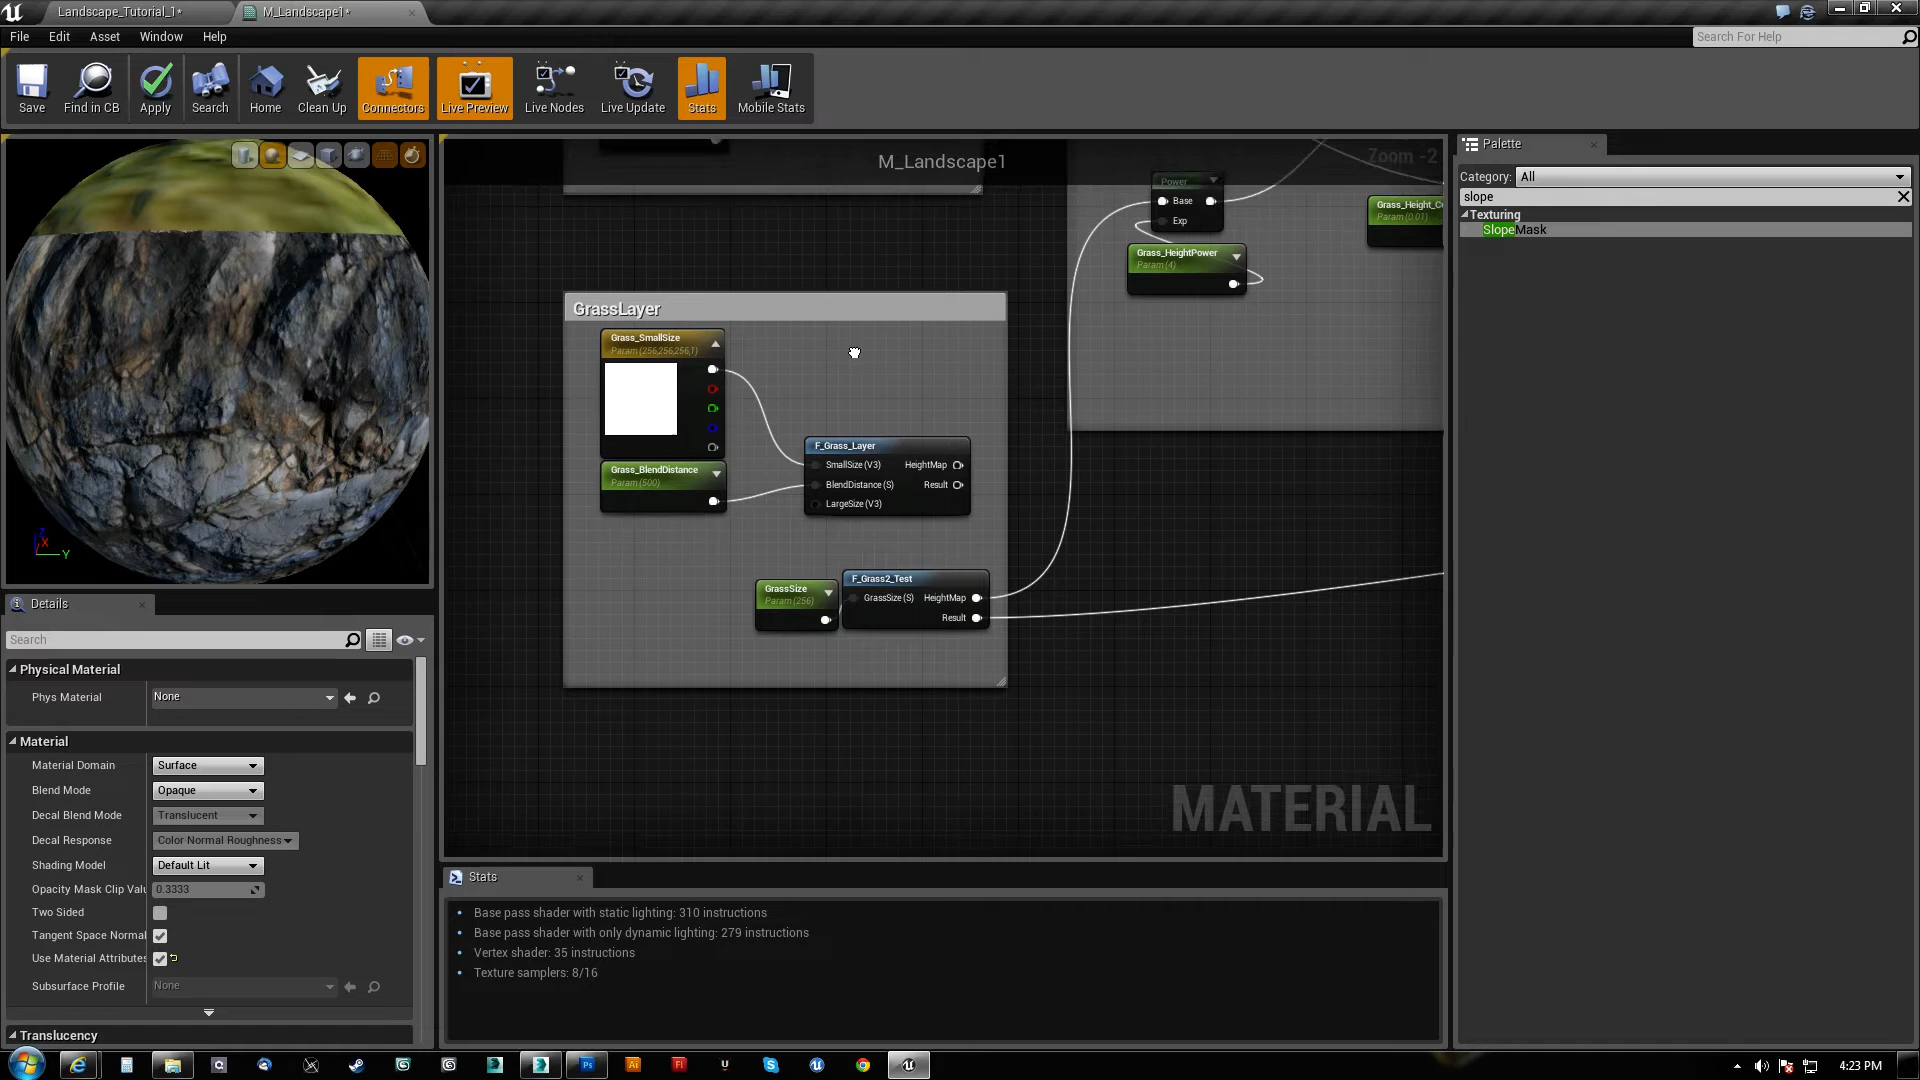 Landscape_Tutorial_1*
M_Landscape1*
File Edit Asset Window Help
Search For Help
Save Find in CB Apply Search Home Clean Up Connectors Live Preview Live Nodes Live Update Stats Mobile Stats
M_Landscape1
Zoom -2
Palette
Category: All
slope
Texturing
SlopeMask
Power
Base
Exp
Grass_HeightPower
Param (4)
Grass_Height_Co
Param (0.01)
GrassLayer
Grass_SmallSize
Param (256,256,256,1)
Grass_BlendDistance
Param (500)
F_Grass_Layer
SmallSize (V3) HeightMap
BlendDistance (S) Result
LargeSize (V3)
GrassSize
Param (256)
F_Grass2_Test
GrassSize (S) HeightMap
Result
MATERIAL
X
Y
Z
Details
Search
Physical Material
Phys Material None
Material
Material Domain Surface
Blend Mode Opaque
Decal Blend Mode Translucent
Decal Response Color Normal Roughness
Shading Model Default Lit
Opacity Mask Clip Valu 0.3333
Two Sided
Tangent Space Normal
Use Material Attributes
Subsurface Profile None
Translucency
Stats
Base pass shader with static lighting: 310 instructions
Base pass shader with only dynamic lighting: 279 instructions
Vertex shader: 35 instructions
Texture samplers: 8/16
Ps Ai Fl
4:23 PM